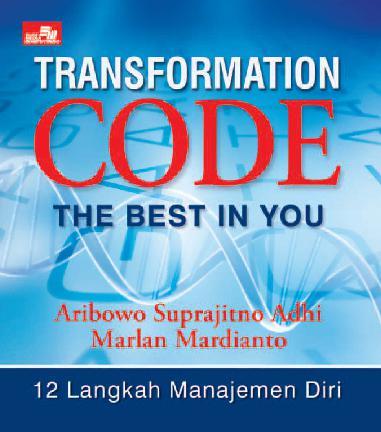 TRANSFORMATION
CODE
THE BEST IN YOU
Aribowo Suprajitno Adhi
Marlan Mardianto
12 Langkah Manajemen Diri